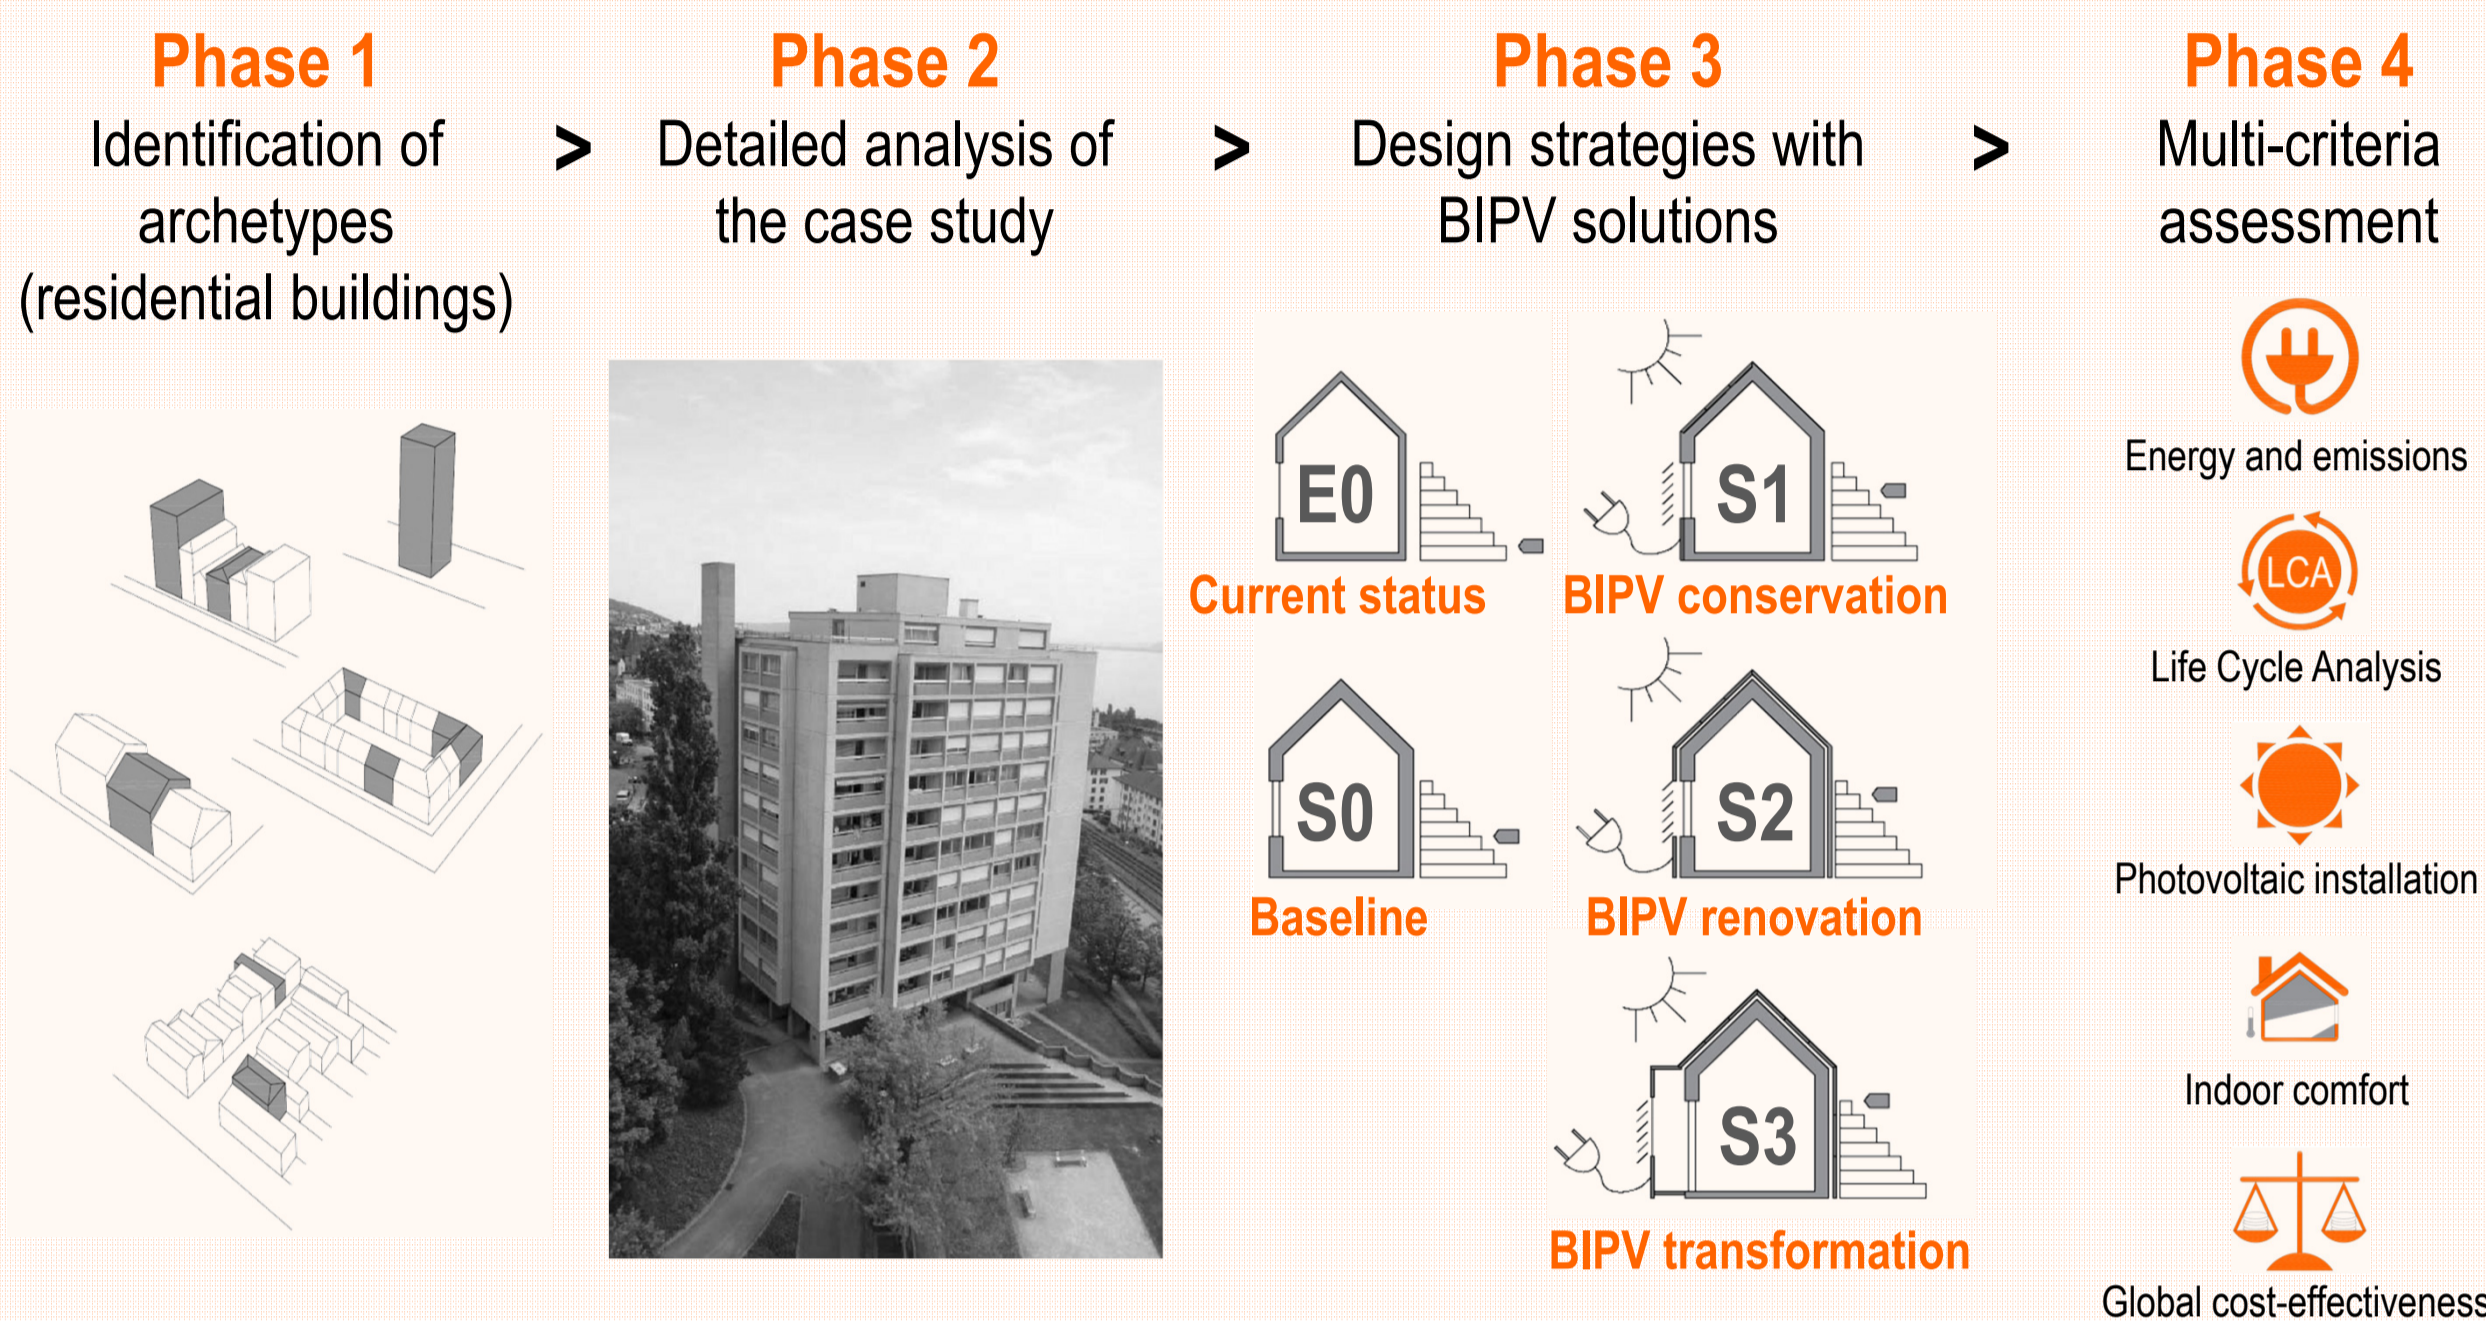 Phase 1
Identification of
archetypes
(residential buildings)
>
Phase 2
Detailed analysis of
the case study
>
Phase 3
Design strategies with
BIPV solutions
>
Phase 4
Multi-criteria
assessment
E0
Current status
S1
BIPV conservation
S0
Baseline
S2
BIPV renovation
S3
BIPV transformation
Energy and emissions
LCA
Life Cycle Analysis
Photovoltaic installation
Indoor comfort
Global cost-effectiveness